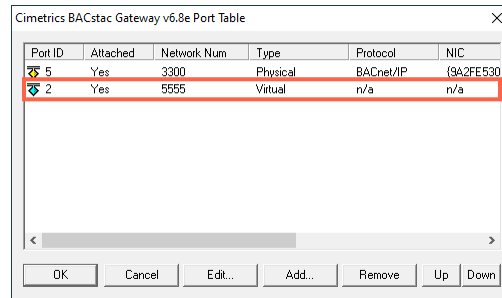 Cimetrics BACstac Gateway v6.8e Port Table
Port ID Attached Network Num Type Protocol NIC
5 Yes 3300 Physical BACnet/IP {9A2FE530
2 Yes 5555 Virtual n/a n/a
OK Cancel Edit... Add... Remove Up Down